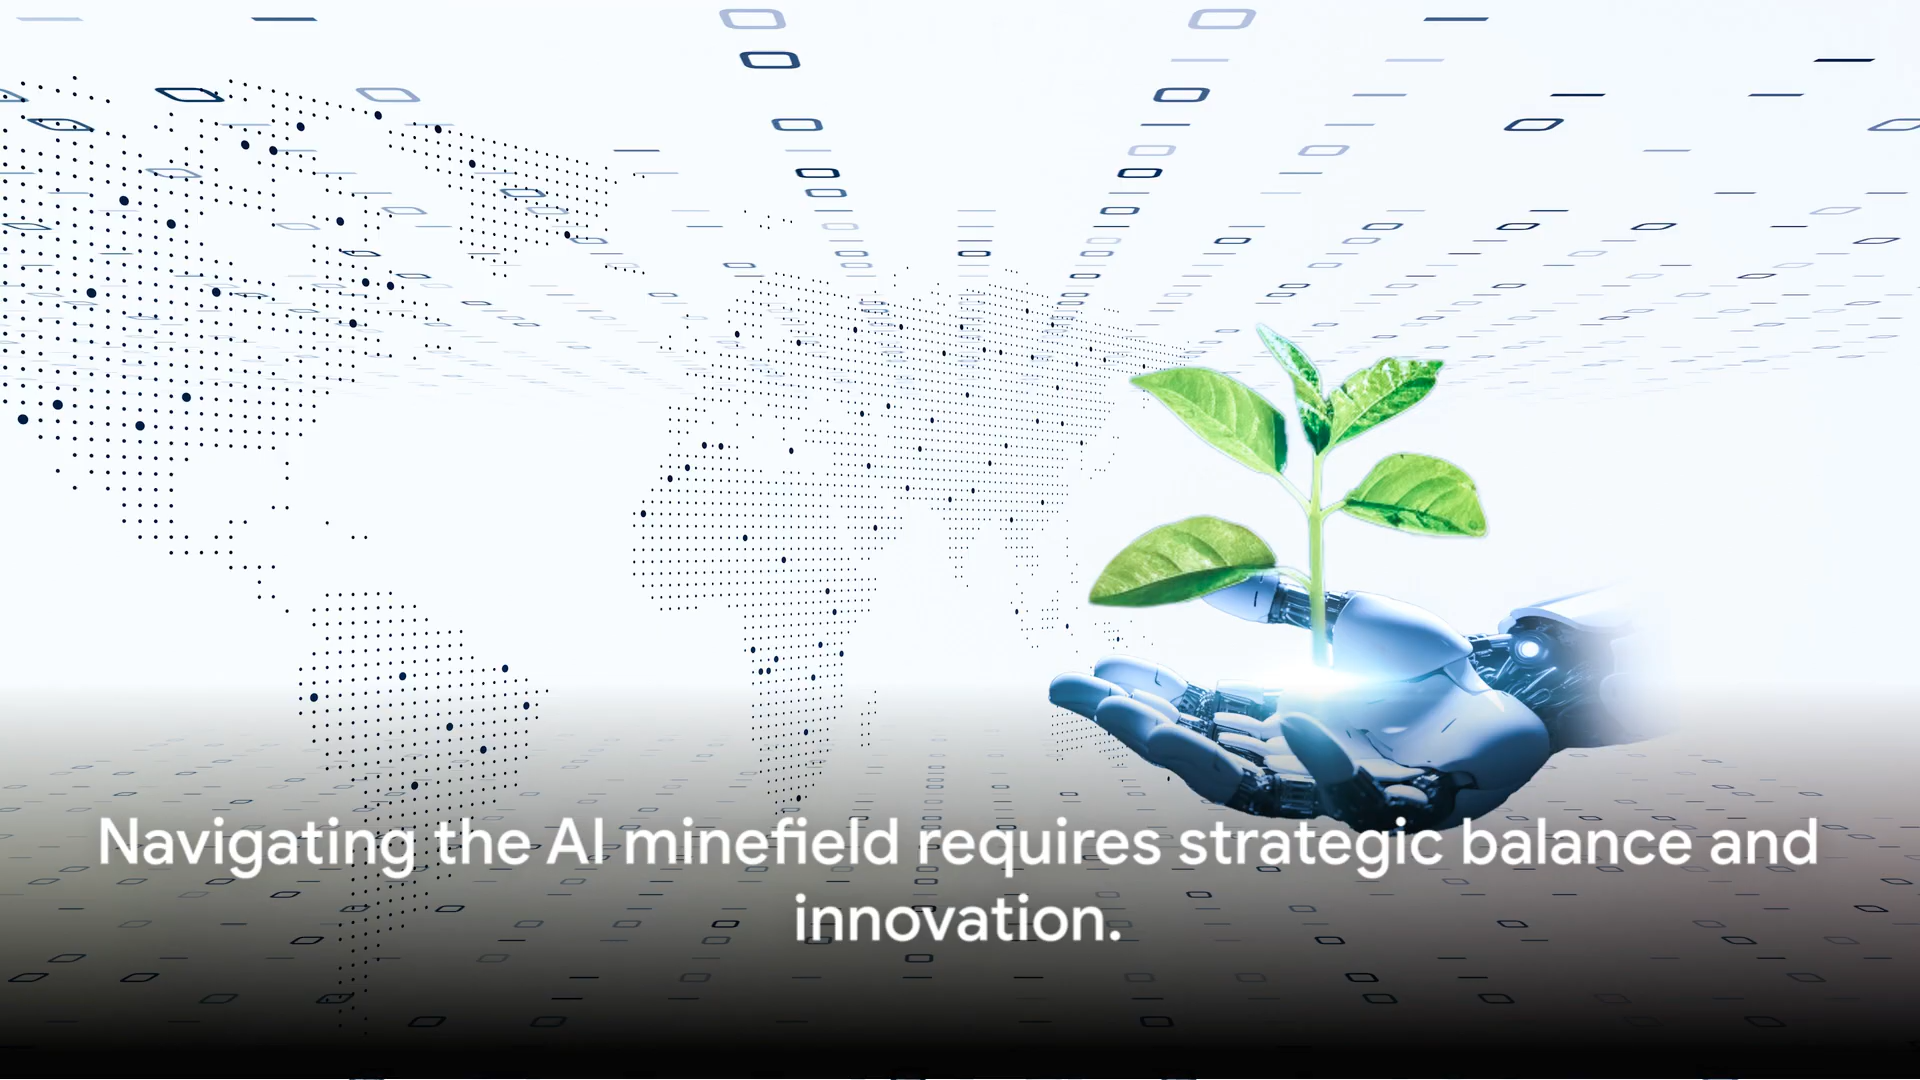 Navigating the AI minefield requires strategic balance and
innovation.